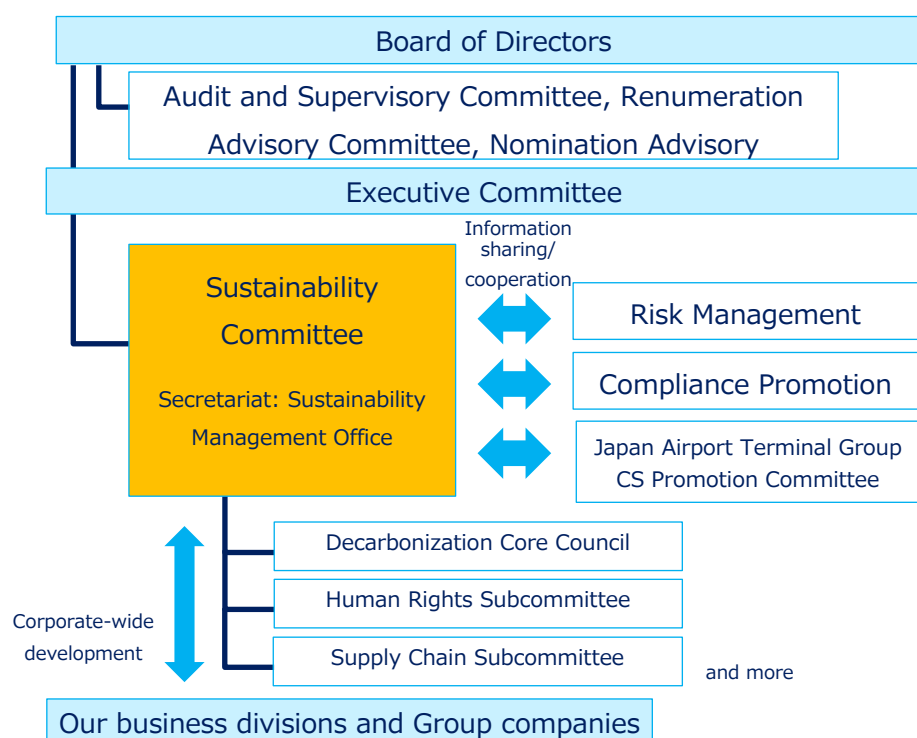 Board of Directors
Audit and Supervisory Committee, Renumeration
Advisory Committee, Nomination Advisory
Executive Committee
Information
sharing/
cooperation
Sustainability
Committee
Secretariat: Sustainability
Management Office
Risk Management
Compliance Promotion
Japan Airport Terminal Group
CS Promotion Committee
Decarbonization Core Council
Human Rights Subcommittee
Supply Chain Subcommittee
and more
Corporate-wide
development
Our business divisions and Group companies